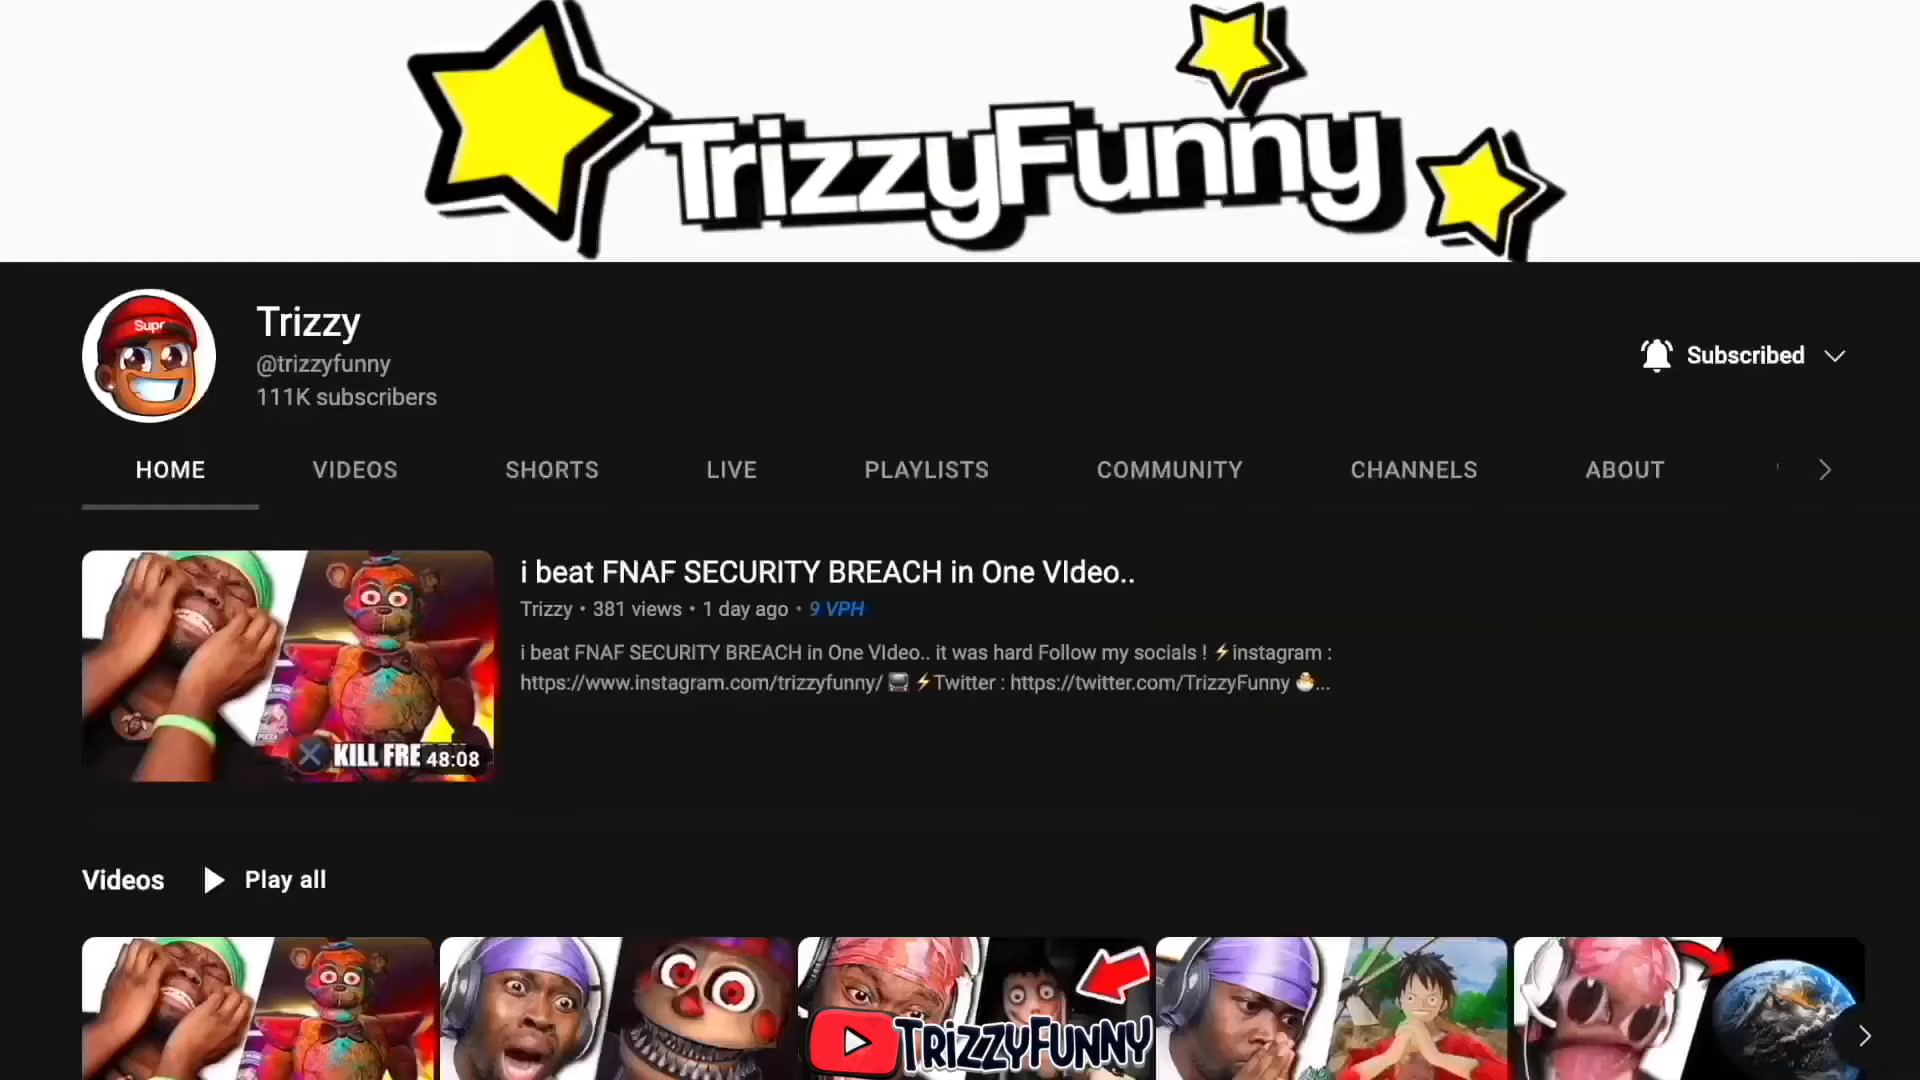 TrizzyFunny
Supr
Trizzy
@trizzyfunny
111K subscribers
Subscribed
HOME VIDEOS SHORTS LIVE PLAYLISTS COMMUNITY CHANNELS ABOUT
i beat FNAF SECURITY BREACH in One VIdeo..
Trizzy • 381 views • 1 day ago • 9 VPH
i beat FNAF SECURITY BREACH in One VIdeo.. it was hard Follow my socials ! ⚡instagram :
https://www.instagram.com/trizzyfunny/ ⚡Twitter : https://twitter.com/TrizzyFunny 🐣...
KILL FRE
48:08
Videos Play all
TRIZZYFUNNY